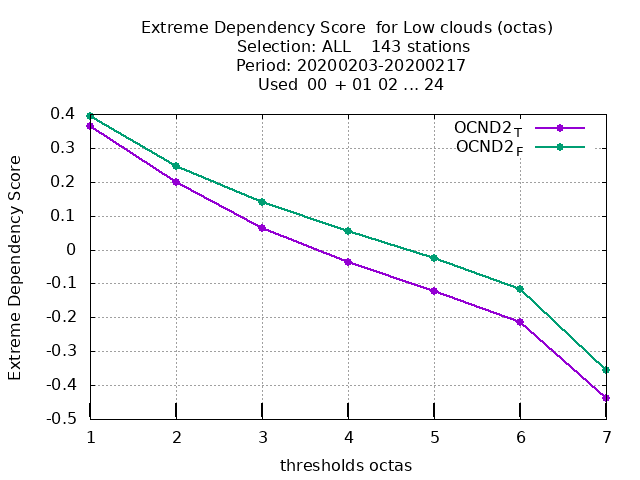 Extreme Dependency Score  for Low clouds (octas)
Selection: ALL    143 stations
Period: 20200203-20200217
Used  00  + 01 02 ... 24
OCND2_T
OCND2_F
Extreme Dependency Score
0.4
0.3
0.2
0.1
0
-0.1
-0.2
-0.3
-0.4
-0.5
1 2 3 4 5 6 7
thresholds octas